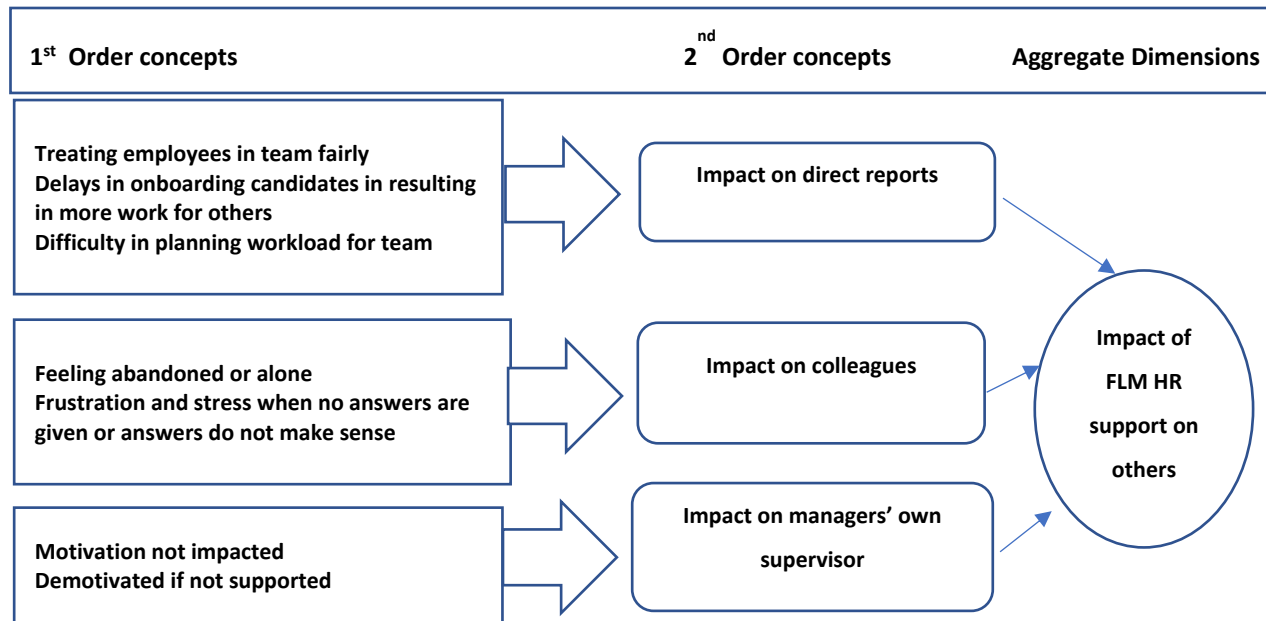 1st Order concepts 2nd Order concepts Aggregate Dimensions
Treating employees in team fairly
Delays in onboarding candidates in resulting
in more work for others
Difficulty in planning workload for team
Impact on direct reports
Feeling abandoned or alone
Frustration and stress when no answers are
given or answers do not make sense
Impact on colleagues
Motivation not impacted
Demotivated if not supported
Impact on managers’ own
supervisor
Impact of
FLM HR
support on
others